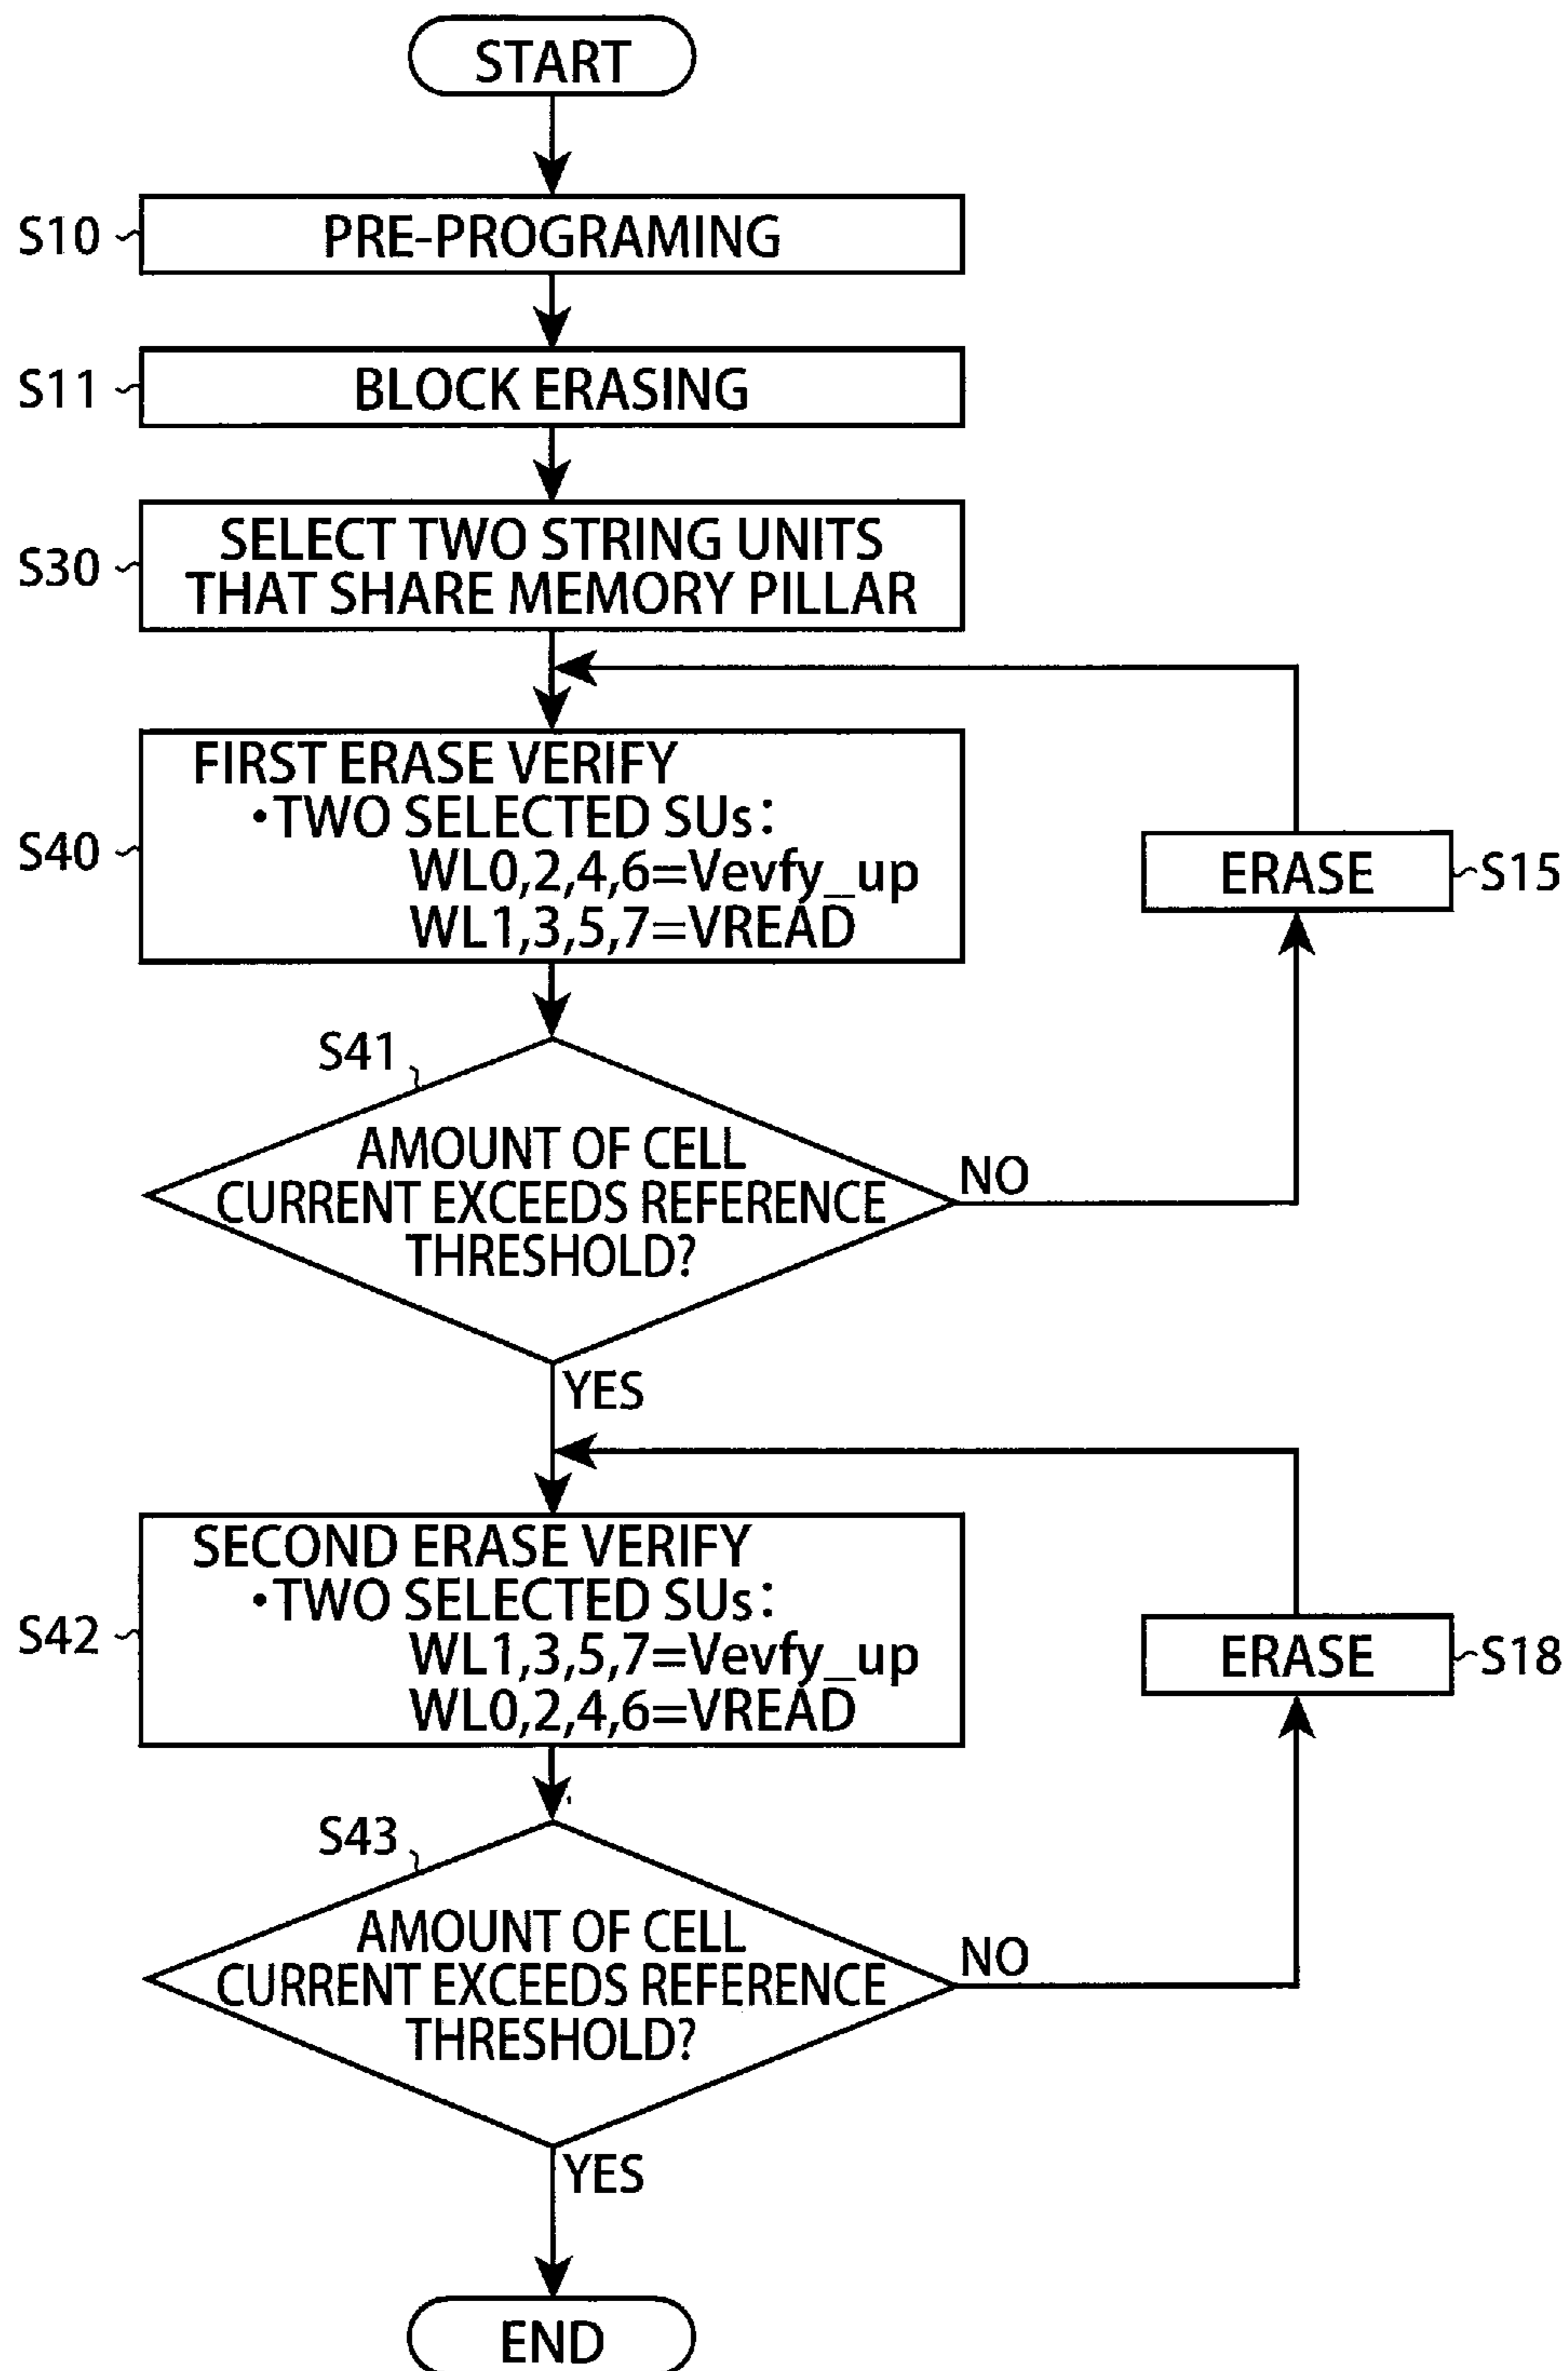 START
S10
PRE-PROGRAMING
S11
BLOCK ERASING
S30
SELECT TWO STRING UNITS
THAT SHARE MEMORY PILLAR
S40
FIRST ERASE VERIFY
•TWO SELECTED SUs:
WL0,2,4,6=Vevfy_up
WL1,3,5,7=VREAD
ERASE
S15
S41
AMOUNT OF CELL
CURRENT EXCEEDS REFERENCE
THRESHOLD?
NO
YES
S42
SECOND ERASE VERIFY
•TWO SELECTED SUs:
WL1,3,5,7=Vevfy_up
WL0,2,4,6=VREAD
ERASE
S18
S43
AMOUNT OF CELL
CURRENT EXCEEDS REFERENCE
THRESHOLD?
NO
YES
END